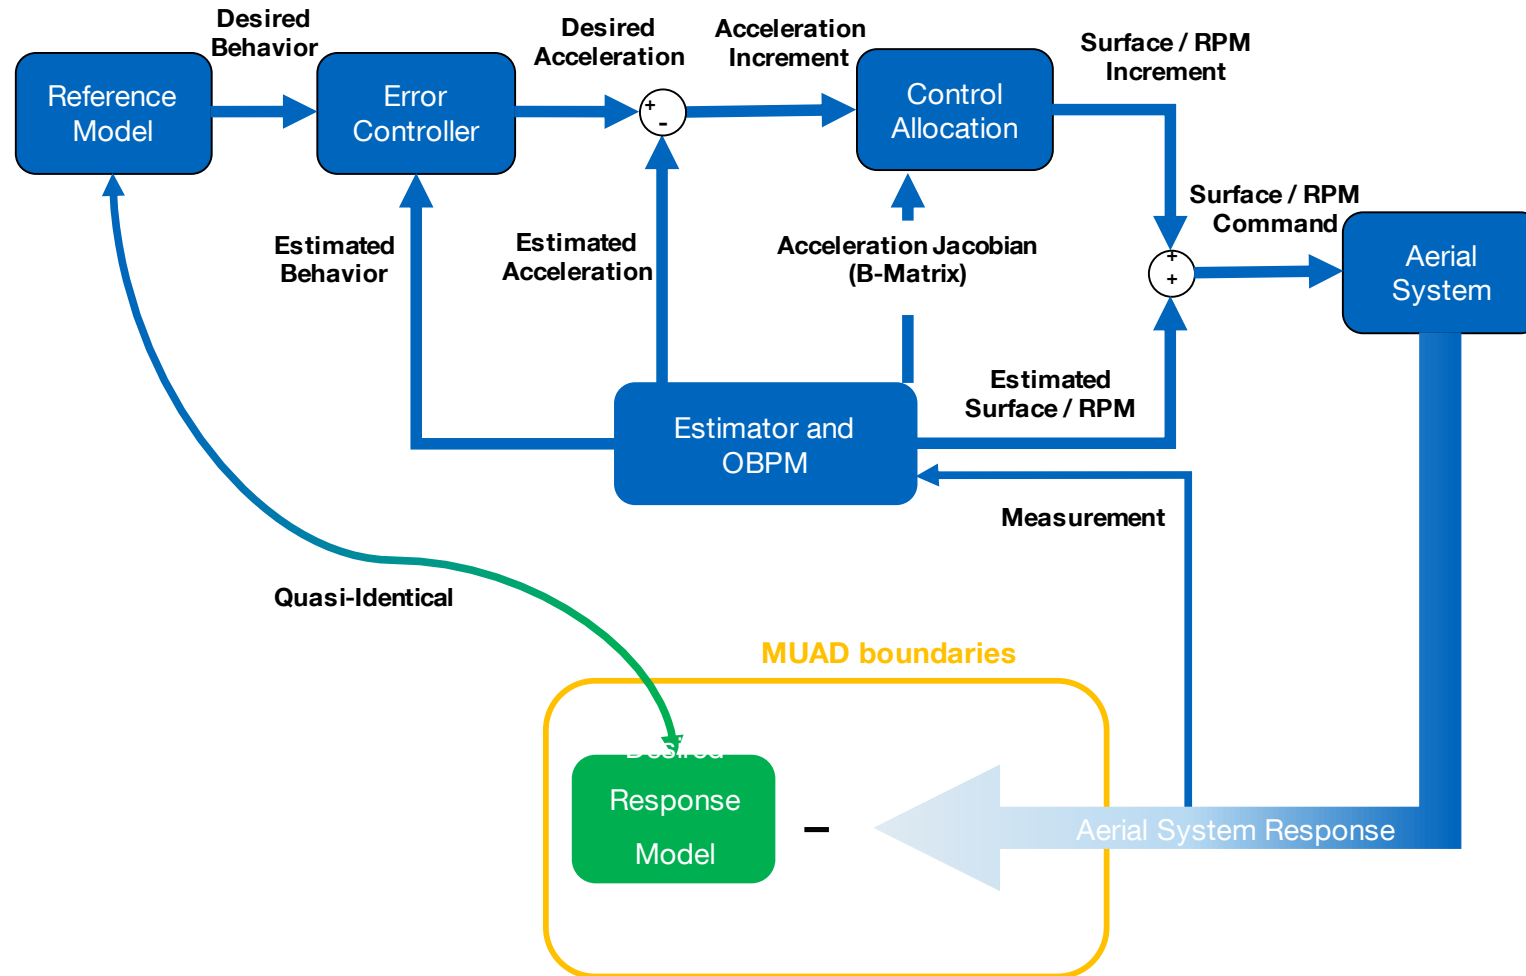 Desired
Behavior
Desired
Acceleration
Acceleration
Increment
Surface / RPM
Increment
Reference
Model
Error
Controller
+
-
Control
Allocation
Surface / RPM
Command
Estimated
Behavior
Estimated
Acceleration
Acceleration Jacobian
(B-Matrix)
+
+
Aerial
System
Estimated
Surface / RPM
Estimator and
OBPM
Measurement
Quasi-Identical
MUAD boundaries
Desired
Response
Model
–
Aerial System Response